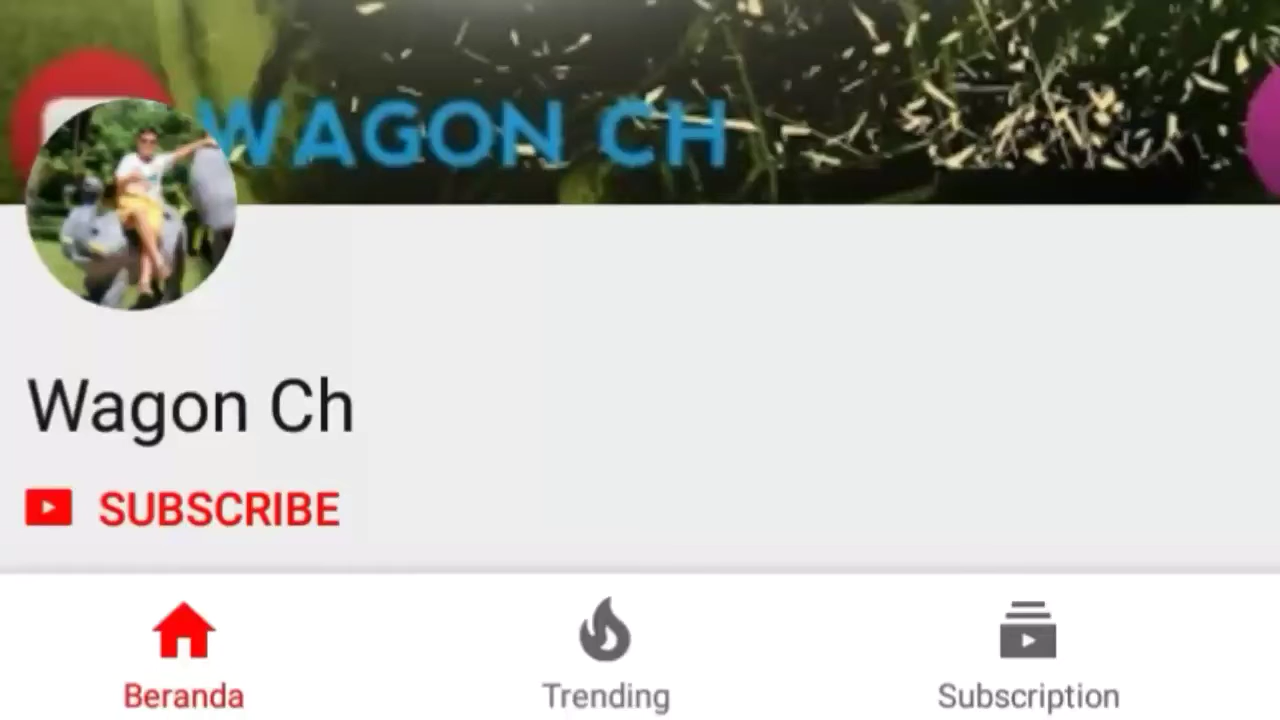 WAGON CH
Wagon Ch
SUBSCRIBE
Beranda
Trending
Subscription